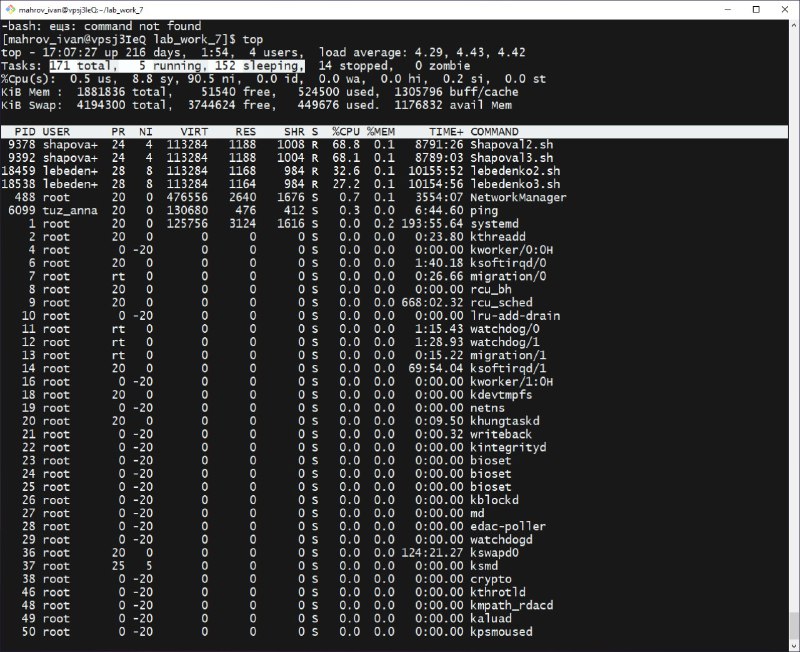 mahrov_ivan@vpsj3IeQ:~/lab_work_7
-bash: ещз: command not found
[mahrov_ivan@vpsj3IeQ lab_work_7]$ top
top - 17:07:27 up 216 days,  1:54,  4 users,  load average: 4.29, 4.43, 4.42
Tasks: 171 total,   5 running, 152 sleeping,  14 stopped,   0 zombie
%Cpu(s):  0.5 us,  8.8 sy, 90.5 ni,  0.0 id,  0.0 wa,  0.0 hi,  0.2 si,  0.0 st
KiB Mem :  1881836 total,    51540 free,   524500 used,  1305796 buff/cache
KiB Swap:  4194300 total,  3744624 free,   449676 used.  1176832 avail Mem
PID USER PR NI VIRT RES SHR S %CPU %MEM TIME+ COMMAND
9378 shapova+ 24 4 113284 1188 1008 R 68.8 0.1 8791:26 Shapoval2.sh
9392 shapova+ 24 4 113284 1188 1004 R 68.1 0.1 8789:03 Shapoval3.sh
18459 lebeden+ 28 8 113284 1168 984 R 32.6 0.1 10155:52 lebedenko2.sh
18538 lebeden+ 28 8 113284 1164 984 R 27.2 0.1 10154:56 lebedenko3.sh
488 root 20 0 476556 2640 1676 S 0.7 0.1 3554:07 NetworkManager
6099 tuz_anna 20 0 130680 476 412 S 0.3 0.0 6:44.60 ping
1 root 20 0 125756 3124 1616 S 0.0 0.2 193:55.64 systemd
2 root 20 0 0 0 0 S 0.0 0.0 0:23.80 kthreadd
4 root 0 -20 0 0 0 S 0.0 0.0 0:00.00 kworker/0:0H
6 root 20 0 0 0 0 S 0.0 0.0 1:40.18 ksoftirqd/0
7 root rt 0 0 0 0 S 0.0 0.0 0:26.66 migration/0
8 root 20 0 0 0 0 S 0.0 0.0 0:00.00 rcu_bh
9 root 20 0 0 0 0 S 0.0 0.0 668:02.32 rcu_sched
10 root 0 -20 0 0 0 S 0.0 0.0 0:00.00 lru-add-drain
11 root rt 0 0 0 0 S 0.0 0.0 1:15.43 watchdog/0
12 root rt 0 0 0 0 S 0.0 0.0 1:28.93 watchdog/1
13 root rt 0 0 0 0 S 0.0 0.0 0:15.22 migration/1
14 root 20 0 0 0 0 S 0.0 0.0 69:54.04 ksoftirqd/1
16 root 0 -20 0 0 0 S 0.0 0.0 0:00.00 kworker/1:0H
18 root 20 0 0 0 0 S 0.0 0.0 0:00.00 kdevtmpfs
19 root 0 -20 0 0 0 S 0.0 0.0 0:00.00 netns
20 root 20 0 0 0 0 S 0.0 0.0 0:09.50 khungtaskd
21 root 0 -20 0 0 0 S 0.0 0.0 0:00.32 writeback
22 root 0 -20 0 0 0 S 0.0 0.0 0:00.00 kintegrityd
23 root 0 -20 0 0 0 S 0.0 0.0 0:00.00 bioset
24 root 0 -20 0 0 0 S 0.0 0.0 0:00.00 bioset
25 root 0 -20 0 0 0 S 0.0 0.0 0:00.00 bioset
26 root 0 -20 0 0 0 S 0.0 0.0 0:00.00 kblockd
27 root 0 -20 0 0 0 S 0.0 0.0 0:00.00 md
28 root 0 -20 0 0 0 S 0.0 0.0 0:00.00 edac-poller
29 root 0 -20 0 0 0 S 0.0 0.0 0:00.00 watchdogd
36 root 20 0 0 0 0 S 0.0 0.0 124:21.27 kswapd0
37 root 25 5 0 0 0 S 0.0 0.0 0:00.00 ksmd
38 root 0 -20 0 0 0 S 0.0 0.0 0:00.00 crypto
46 root 0 -20 0 0 0 S 0.0 0.0 0:00.00 kthrotld
48 root 0 -20 0 0 0 S 0.0 0.0 0:00.00 kmpath_rdacd
49 root 0 -20 0 0 0 S 0.0 0.0 0:00.00 kaluad
50 root 0 -20 0 0 0 S 0.0 0.0 0:00.00 kpsmoused